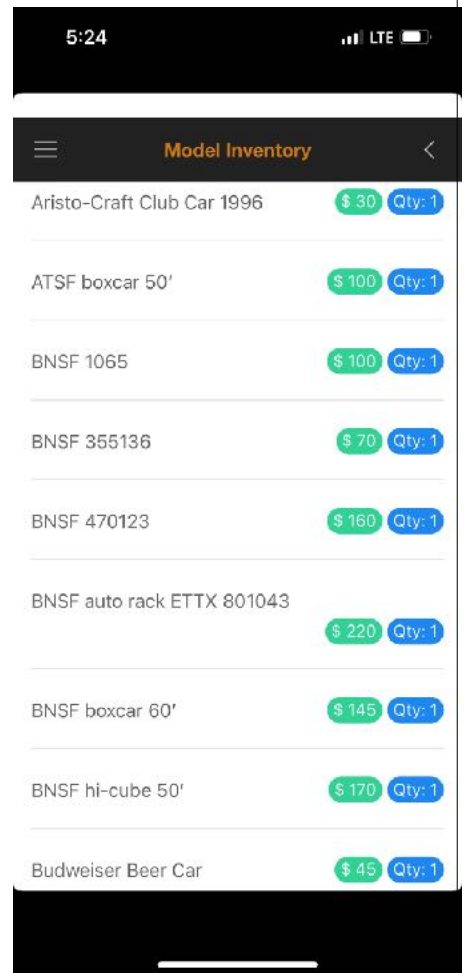 5:24 LTE
Model Inventory
Aristo-Craft Club Car 1996 $ 30 Qty: 1
ATSF boxcar 50' $ 100 Qty: 1
BNSF 1065 $ 100 Qty: 1
BNSF 355136 $ 70 Qty: 1
BNSF 470123 $ 160 Qty: 1
BNSF auto rack ETTX 801043
$ 220 Qty: 1
BNSF boxcar 60' $ 145 Qty: 1
BNSF hi-cube 50' $ 170 Qty: 1
Budweiser Beer Car $ 45 Qty: 1